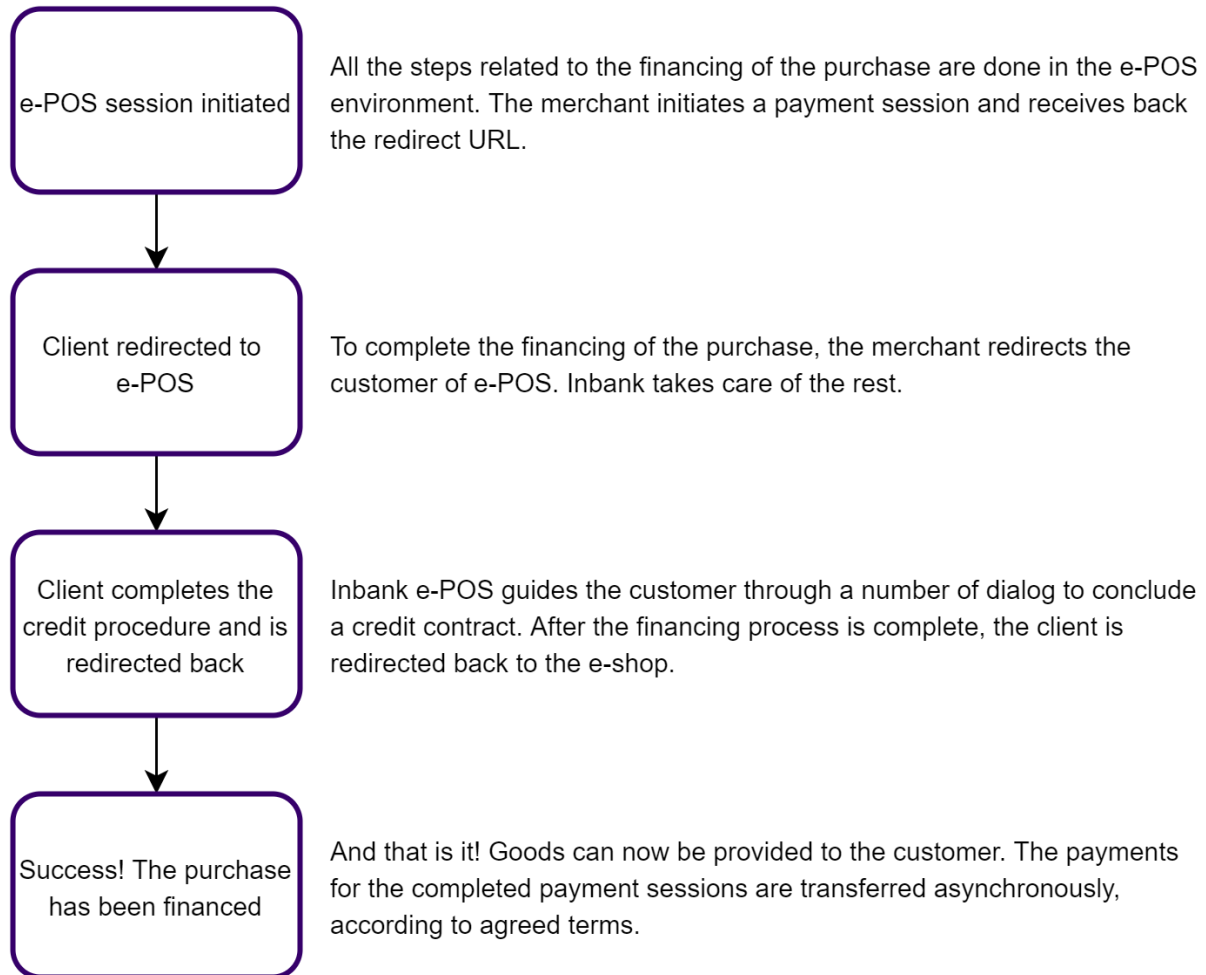 e-POS session initiated
All the steps related to the financing of the purchase are done in the e-POS
environment. The merchant initiates a payment session and receives back
the redirect URL.
Client redirected to
e-POS
To complete the financing of the purchase, the merchant redirects the
customer of e-POS. Inbank takes care of the rest.
Client completes the
credit procedure and is
redirected back
Inbank e-POS guides the customer through a number of dialog to conclude
a credit contract. After the financing process is complete, the client is
redirected back to the e-shop.
Success! The purchase
has been financed
And that is it! Goods can now be provided to the customer. The payments
for the completed payment sessions are transferred asynchronously,
according to agreed terms.